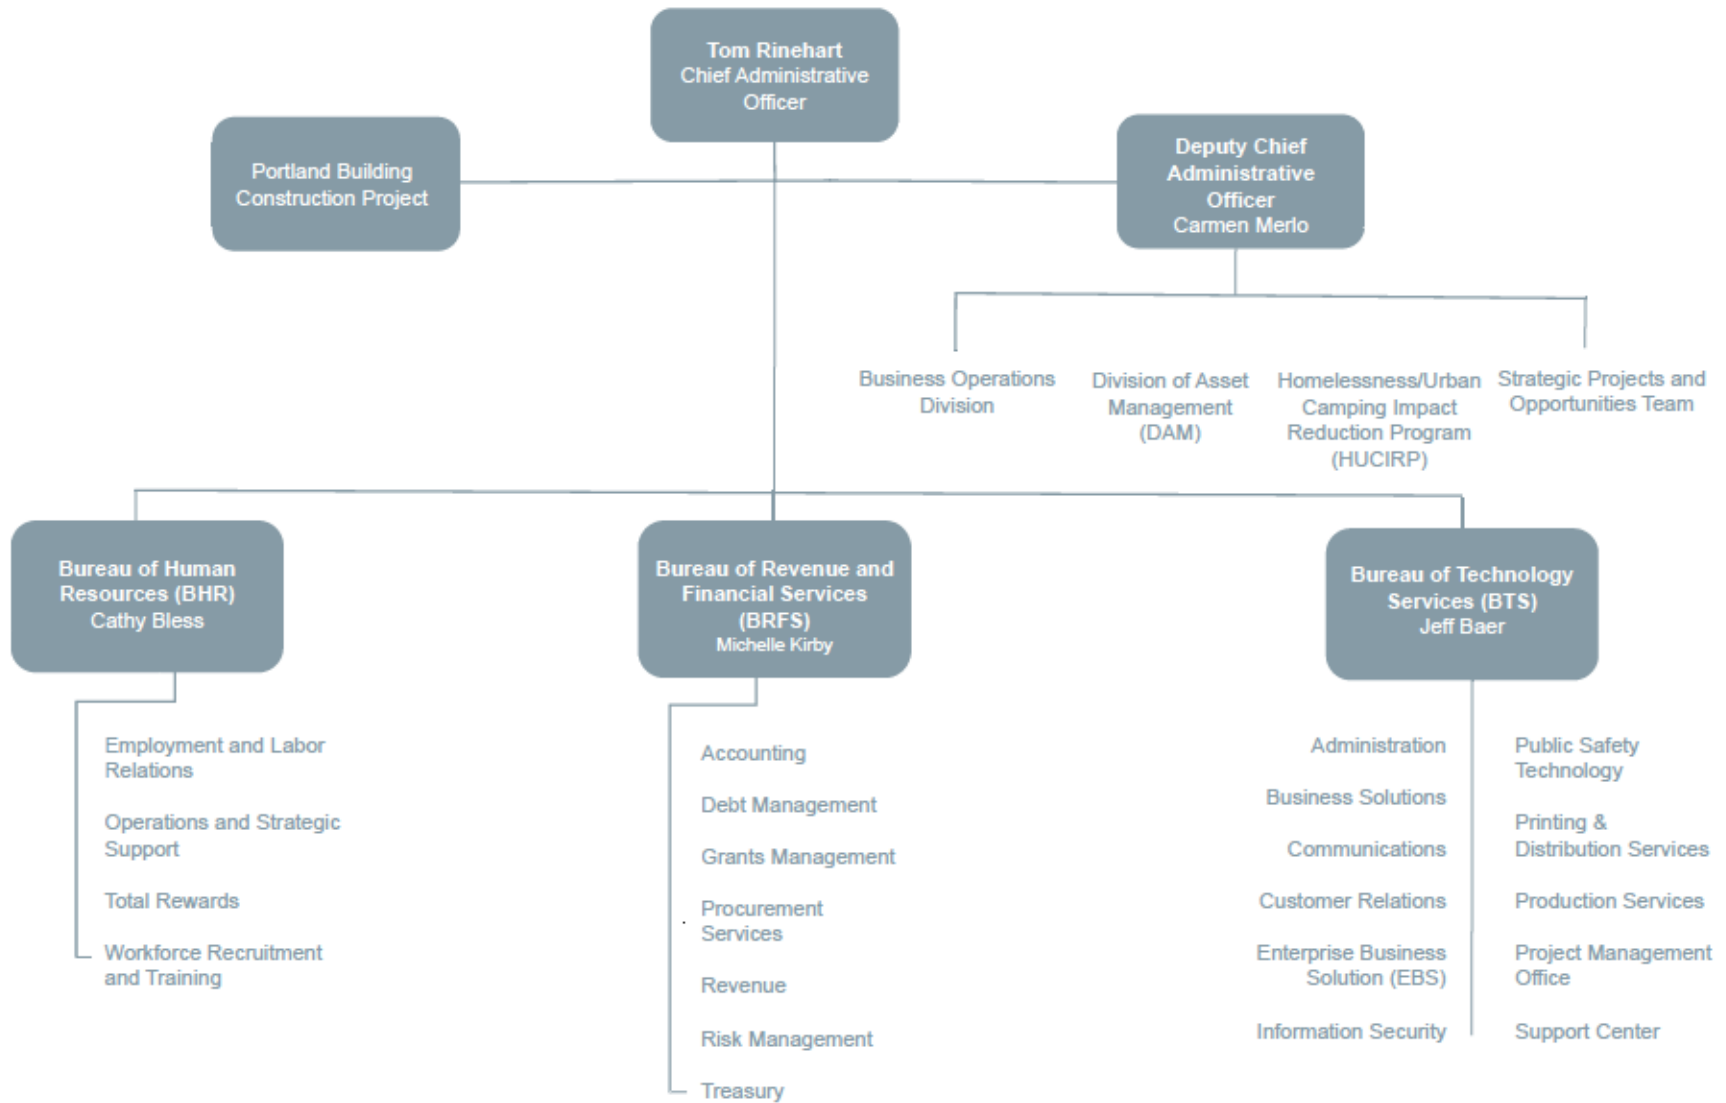 Tom Rinehart
Chief Administrative
Officer
Portland Building
Construction Project
Deputy Chief
Administrative
Officer
Carmen Merlo
Business Operations
Division
Division of Asset
Management
(DAM)
Homelessness/Urban
Camping Impact
Reduction Program
(HUCIRP)
Strategic Projects and
Opportunities Team
Bureau of Human
Resources (BHR)
Cathy Bless
Employment and Labor
Relations
Operations and Strategic
Support
Total Rewards
Workforce Recruitment
and Training
Bureau of Revenue and
Financial Services
(BRFS)
Michelle Kirby
Accounting
Debt Management
Grants Management
Procurement
Services
Revenue
Risk Management
Treasury
Bureau of Technology
Services (BTS)
Jeff Baer
Administration
Business Solutions
Communications
Customer Relations
Enterprise Business
Solution (EBS)
Information Security
Public Safety
Technology
Printing &
Distribution Services
Production Services
Project Management
Office
Support Center